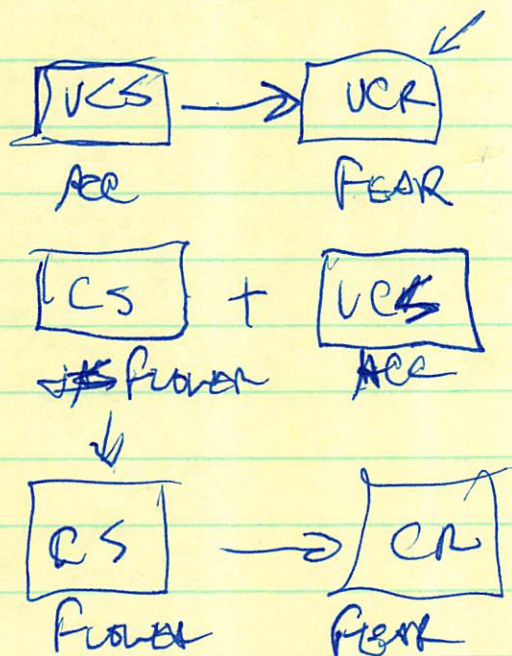 UCS → UCR
ACC FEAR
CS + UCS
FLOWER ACC
CS → CR
FLOWER FEAR